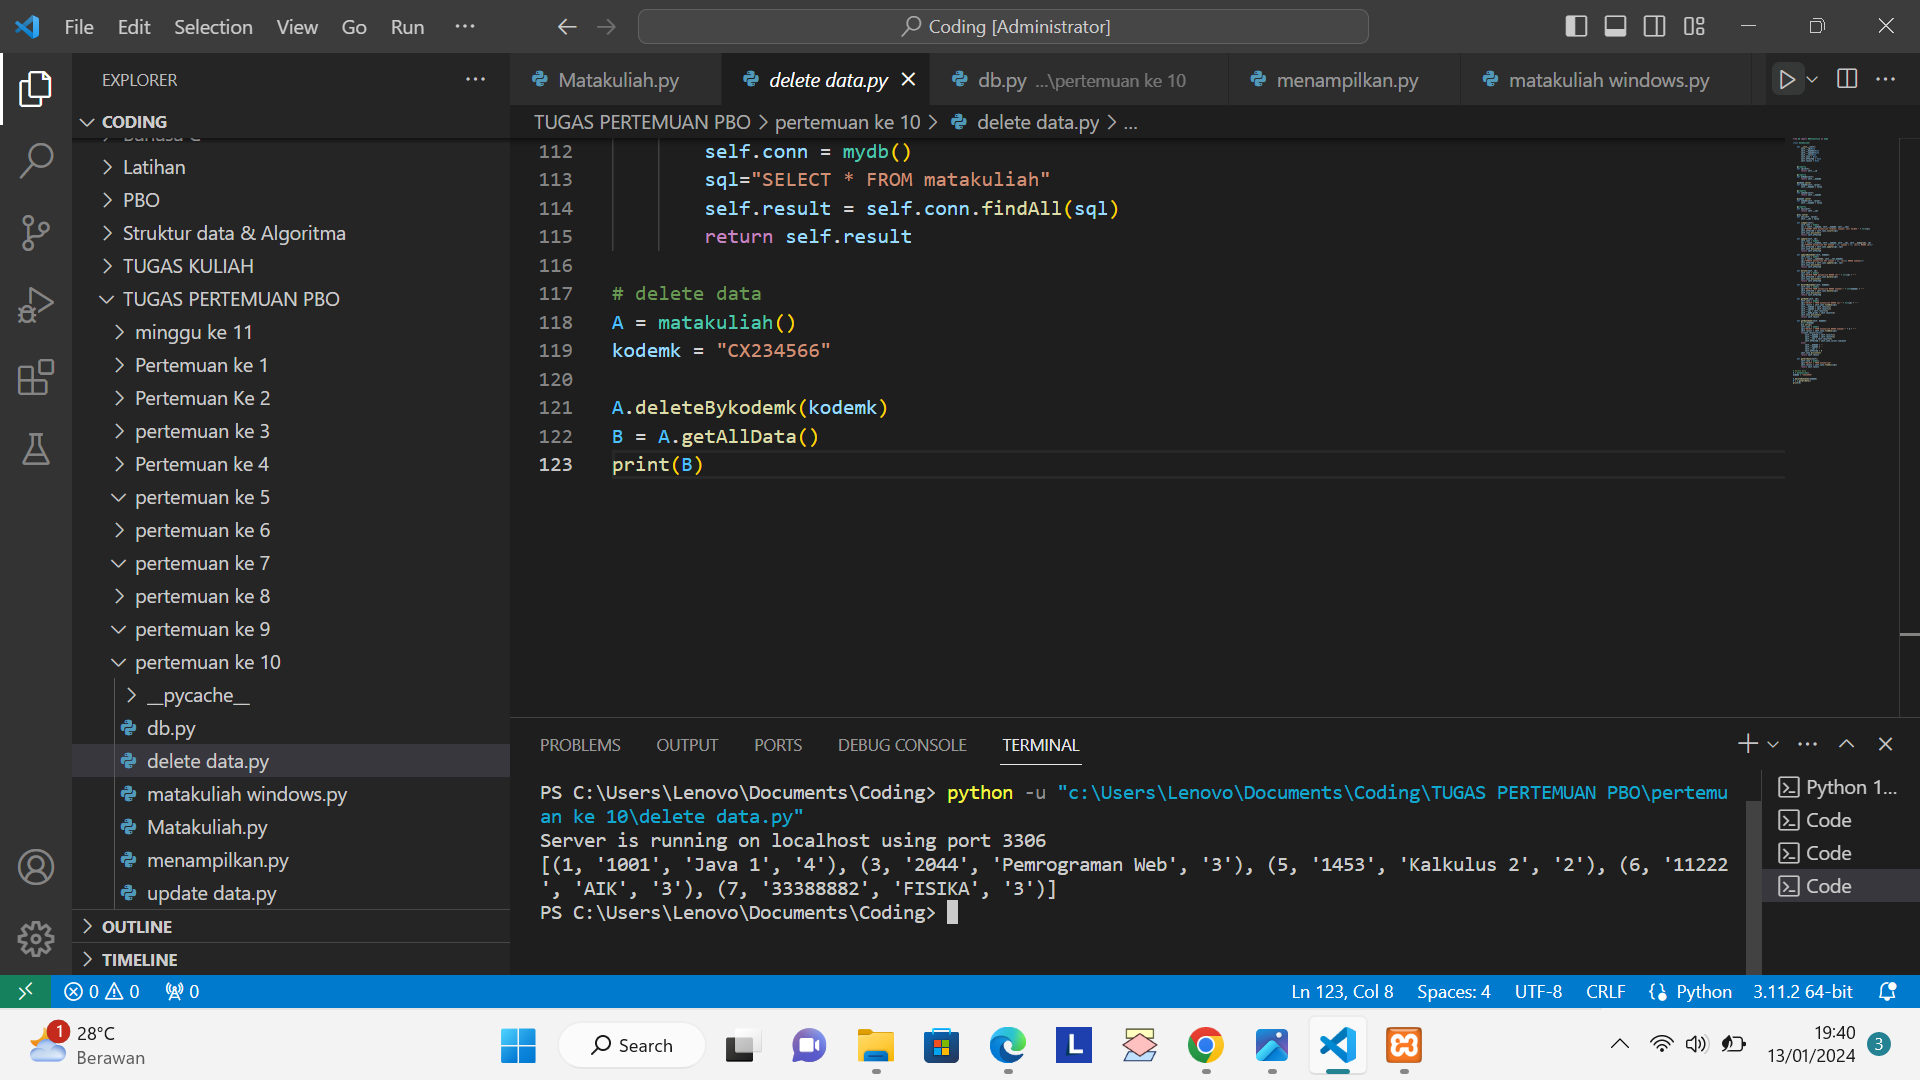 File Edit Selection View Go Run ···
Coding [Administrator]
EXPLORER
Matakuliah.py
delete data.py
db.py ...\pertemuan ke 10
menampilkan.py
matakuliah windows.py
CODING
TUGAS PERTEMUAN PBO > pertemuan ke 10 > delete data.py > ...
Bahasa C
Latihan
PBO
Struktur data & Algoritma
TUGAS KULIAH
TUGAS PERTEMUAN PBO
minggu ke 11
Pertemuan ke 1
Pertemuan Ke 2
pertemuan ke 3
Pertemuan ke 4
pertemuan ke 5
pertemuan ke 6
pertemuan ke 7
pertemuan ke 8
pertemuan ke 9
pertemuan ke 10
__pycache__
db.py
delete data.py
matakuliah windows.py
Matakuliah.py
menampilkan.py
update data.py
OUTLINE
TIMELINE
112 self.conn = mydb()
113 sql="SELECT * FROM matakuliah"
114 self.result = self.conn.findAll(sql)
115 return self.result
116
117 # delete data
118 A = matakuliah()
119 kodemk = "CX234566"
120
121 A.deleteBykodemk(kodemk)
122 B = A.getAllData()
123 print(B)
PROBLEMS OUTPUT PORTS DEBUG CONSOLE TERMINAL
PS C:\Users\Lenovo\Documents\Coding> python -u "c:\Users\Lenovo\Documents\Coding\TUGAS PERTEMUAN PBO\pertemu
an ke 10\delete data.py"
Server is running on localhost using port 3306
[(1, '1001', 'Java 1', '4'), (3, '2044', 'Pemrograman Web', '3'), (5, '1453', 'Kalkulus 2', '2'), (6, '11222
', 'AIK', '3'), (7, '33388882', 'FISIKA', '3')]
PS C:\Users\Lenovo\Documents\Coding>
Python 1...
Code
Code
Code
0 0 0
Ln 123, Col 8 Spaces: 4 UTF-8 CRLF Python 3.11.2 64-bit
1
28°C
Berawan
Search
L
19:40
13/01/2024
3